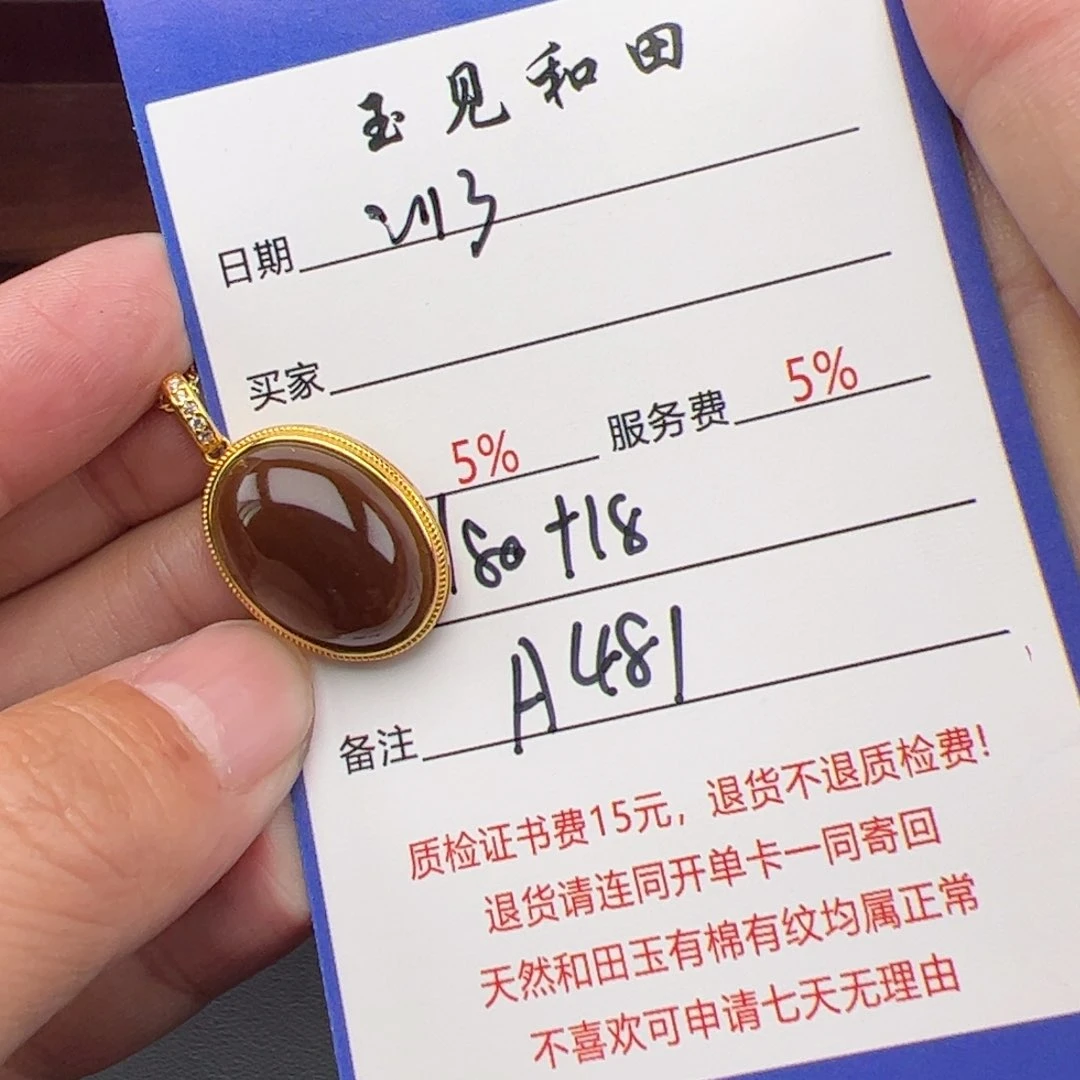 玉见和田
日期
买家
5% 服务费 5%
180+18
备注 A481
质检证书费15元，退货不退质检费!
退货请连同开单卡一同寄回
天然和田玉有棉有纹均属正常
不喜欢可申请七天无理由